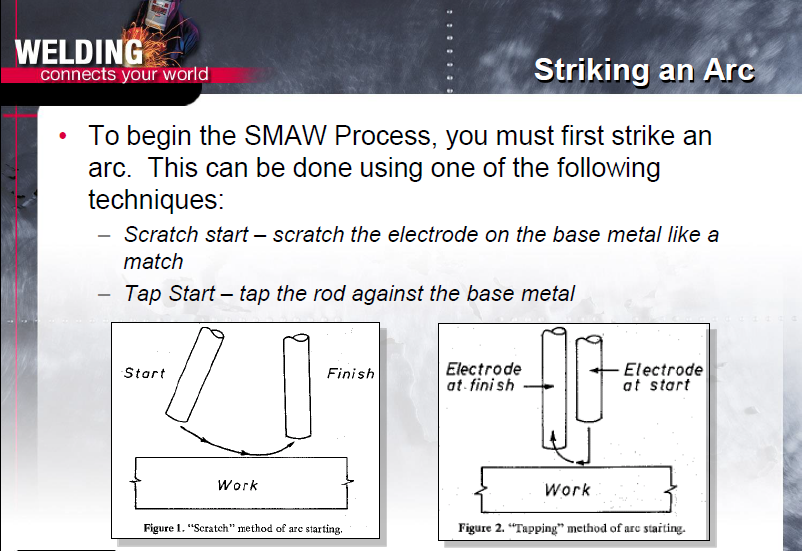 WELDING
connects your world
Striking an Arc
• To begin the SMAW Process, you must first strike an
arc. This can be done using one of the following
techniques:
– Scratch start – scratch the electrode on the base metal like a
match
– Tap Start – tap the rod against the base metal
Start
Finish
Work
Figure 1. “Scratch” method of arc starting.
Electrode
at finish
Electrode
at start
Work
Figure 2. “Tapping” method of arc starting.